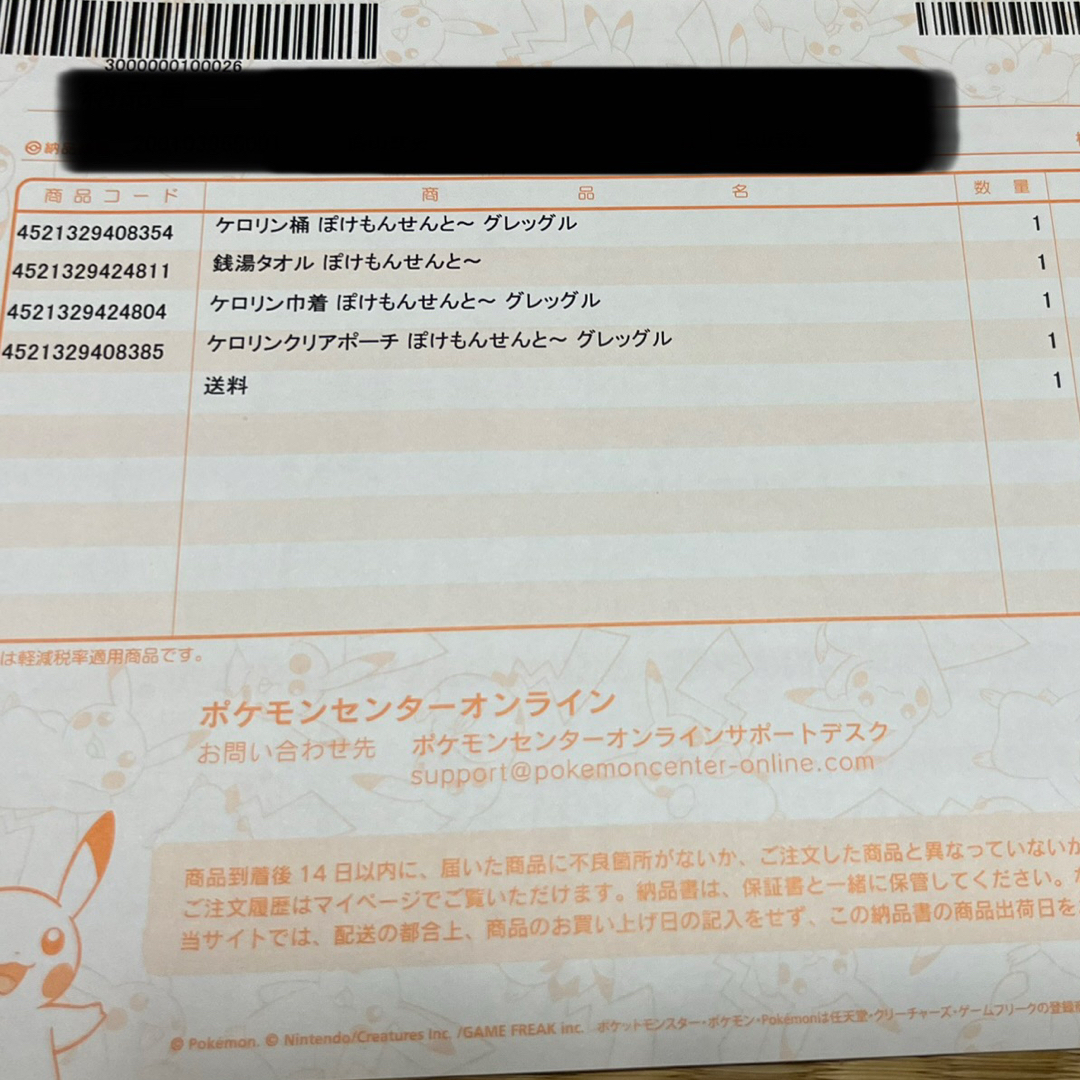 3000000100026
納品
商品コード 商品名 数量
4521329408354 ケロリン桶 ぽけもんせんと～ グレッグル 1
4521329424811 銭湯タオル ぽけもんせんと～ 1
4521329424804 ケロリン巾着 ぽけもんせんと～ グレッグル 1
4521329408385 ケロリンクリアポーチ ぽけもんせんと～ グレッグル 1
送料 1
は軽減税率適用商品です。
ポケモンセンターオンライン
お問い合わせ先 ポケモンセンターオンラインサポートデスク
support@pokemoncenter-online.com
商品到着後 14 日以内に、届いた商品に不良箇所がないか、ご注文した商品と異なっていないか
ご注文履歴はマイページでご覧いただけます。納品書は、保証書と一緒に保管してください。
当サイトでは、配送の都合上、商品のお買い上げ日の記入をせず、この納品書の商品出荷日を
© Pokémon. © Nintendo/Creatures Inc. /GAME FREAK inc. ポケットモンスター・ポケモン・Pokémonは任天堂・クリーチャーズ・ゲームフリークの登録